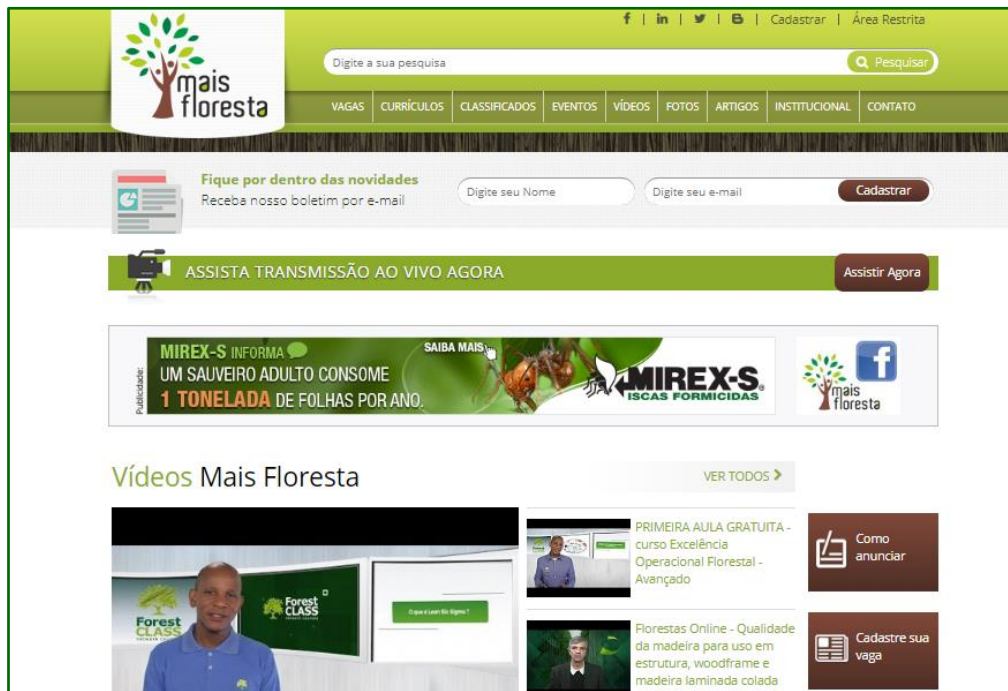 in | B | Cadastrar | Área Restrita
mais
floresta
Digite a sua pesquisa
Pesquisar
VAGAS CURRÍCULOS CLASSIFICADOS EVENTOS VÍDEOS FOTOS ARTIGOS INSTITUCIONAL CONTATO
Fique por dentro das novidades
Receba nosso boletim por e-mail
Digite seu Nome
Digite seu e-mail
Cadastrar
ASSISTA TRANSMISSÃO AO VIVO AGORA
Assistir Agora
Publicidade:
MIREX-S INFORMA
UM SAUVEIRO ADULTO CONSOME
1 TONELADA DE FOLHAS POR ANO.
SAIBA MAIS
MIREX-S
ISCAS FORMICIDAS
mais
floresta
f
Vídeos Mais Floresta
VER TODOS
Forest
CLASS
Forest
CLASS
O que é Lean Six Sigma ?
PRIMEIRA AULA GRATUITA -
curso Excelência
Operacional Florestal -
Avançado
Florestas Online - Qualidade
da madeira para uso em
estrutura, woodframe e
madeira laminada colada
Como
anunciar
Cadastre sua
vaga